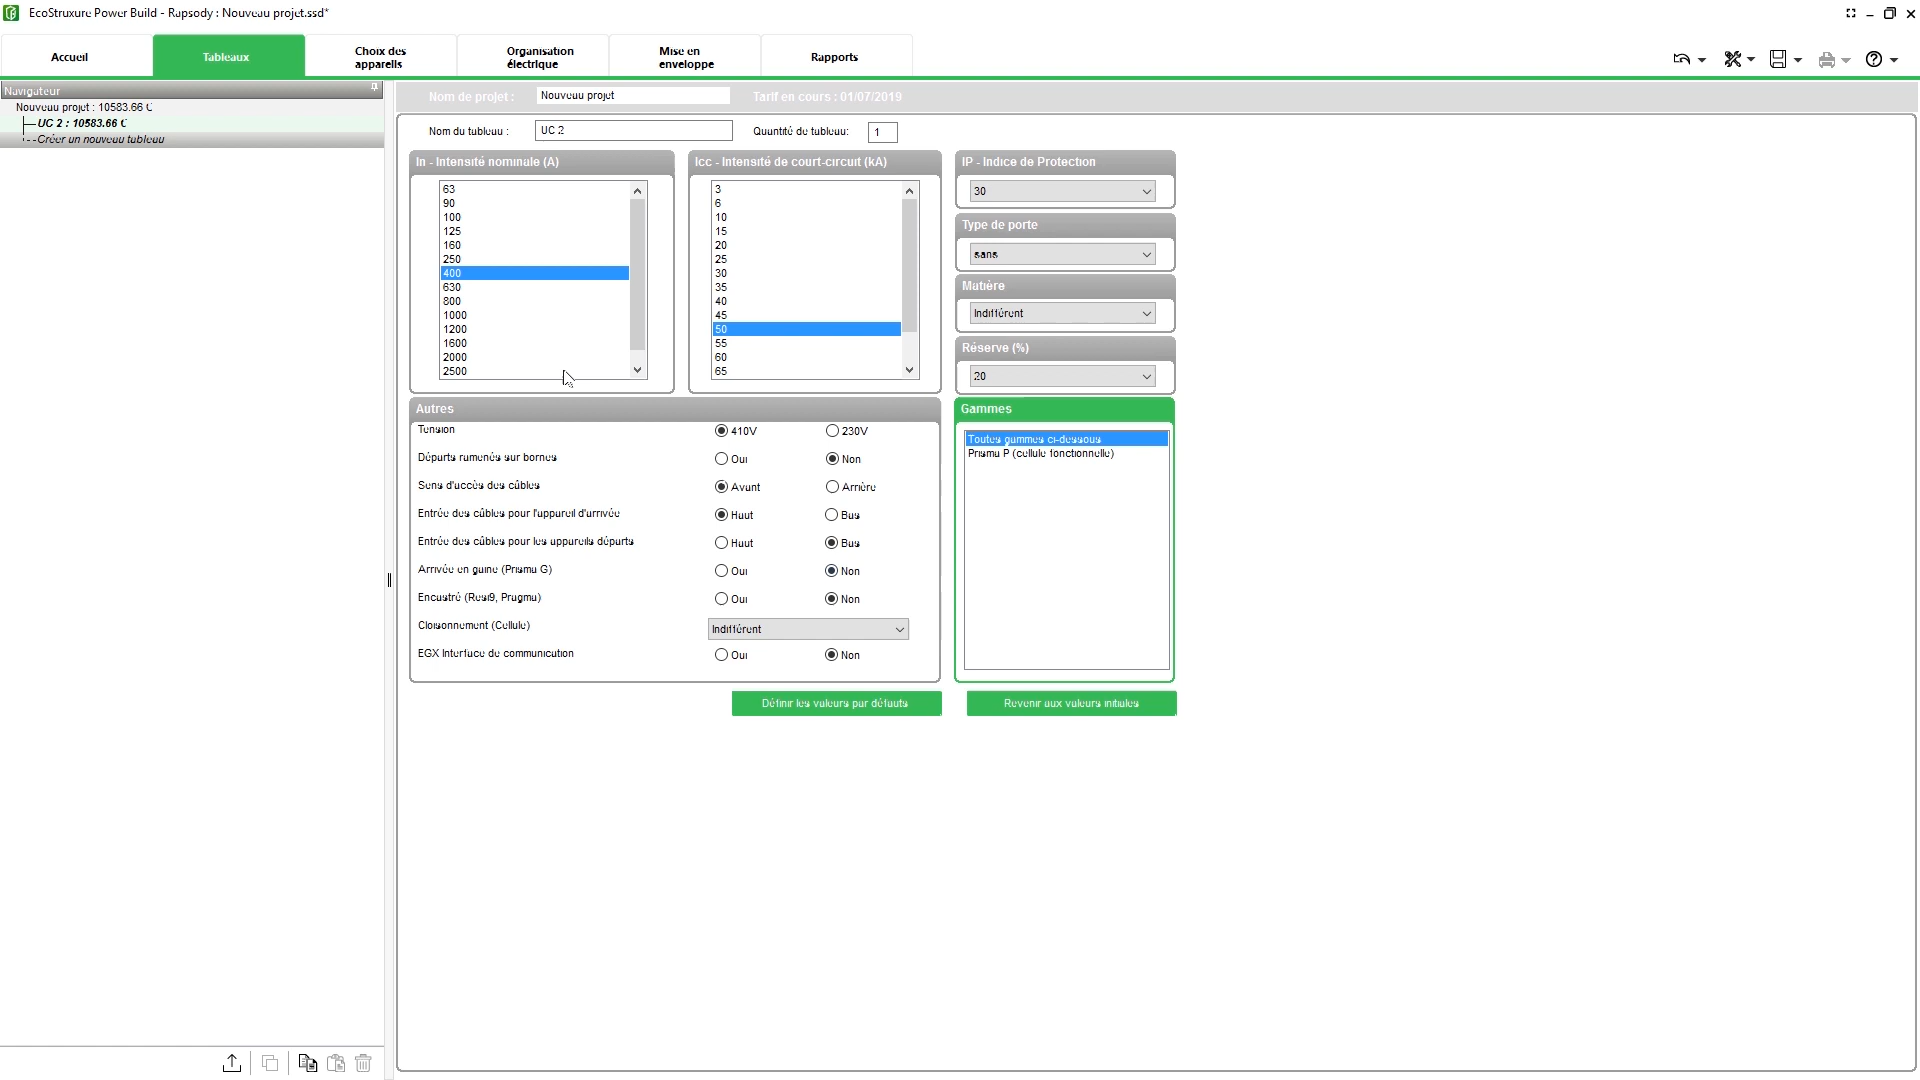 EcoStruxure Power Build - Rapsody : Nouveau projet.ssd*
Accueil
Tableaux
Choix des
appareils
Organisation
électrique
Mise en
enveloppe
Rapports
Navigateur
Nouveau projet : 10583.66 €
UC 2 : 10583.66 €
Créer un nouveau tableau
Nom de projet :
Nouveau projet
Tarif en cours : 01/07/2019
Nom du tableau :
UC 2
Quantité de tableau:
1
In - Intensité nominale (A)
63
90
100
125
160
250
400
630
800
1000
1200
1600
2000
2500
Icc - Intensité de court-circuit (kA)
3
6
10
15
20
25
30
35
40
45
50
55
60
65
IP - Indice de Protection
30
Type de porte
sans
Matière
Indifférent
Réserve (%)
20
Autres
Tension 410V 230V
Départs ramenés sur bornes Oui Non
Sens d'accès des câbles Avant Arrière
Entrée des câbles pour l'appareil d'arrivée Haut Bas
Entrée des câbles pour les appareils départs Haut Bas
Arrivée en gaine (Prisma G) Oui Non
Encastré (Resi9, Pragma) Oui Non
Cloisonnement (Cellule) Indifférent
EGX Interface de communication Oui Non
Gammes
Toutes gammes ci-dessous
Prisma P (cellule fonctionnelle)
Définir les valeurs par défauts
Revenir aux valeurs initiales